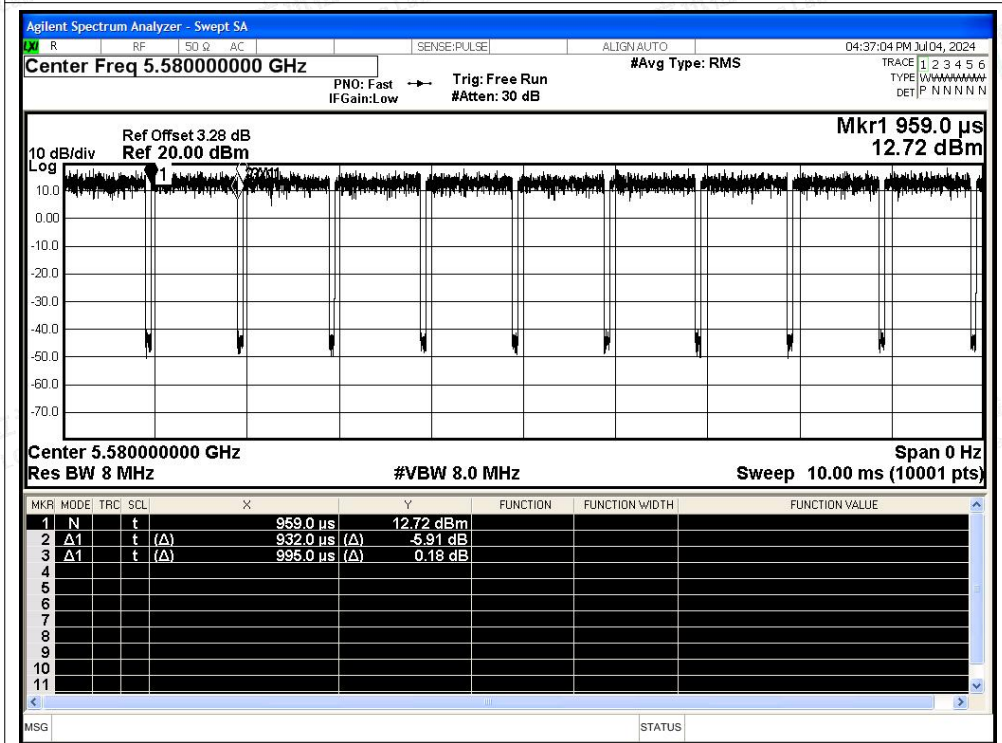 Agilent Spectrum Analyzer - Swept SA
LXI R RF 50 Ω AC SENSE:PULSE ALIGN AUTO 04:37:04 PM Jul 04, 2024
Center Freq 5.580000000 GHz #Avg Type: RMS TRACE 1 2 3 4 5 6
PNO: Fast Trig: Free Run TYPE W
IFGain:Low #Atten: 30 dB DET P N N N N N
Mkr1 959.0 µs
Ref Offset 3.28 dB
10 dB/div Ref 20.00 dBm 12.72 dBm
Log
1
10.0
0.00
-10.0
-20.0
-30.0
-40.0
-50.0
-60.0
-70.0
Center 5.580000000 GHz Span 0 Hz
Res BW 8 MHz #VBW 8.0 MHz Sweep 10.00 ms (10001 pts)
MKR MODE TRC SCL X Y FUNCTION FUNCTION WIDTH FUNCTION VALUE
1 N t 959.0 µs 12.72 dBm
2 Δ1 t (Δ) 932.0 µs (Δ) -5.91 dB
3 Δ1 t (Δ) 995.0 µs (Δ) 0.18 dB
4
5
6
7
8
9
10
11
MSG STATUS